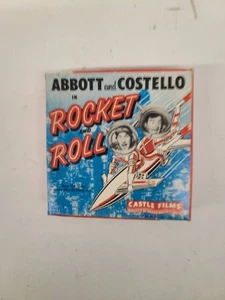 ABBOTT and COSTELLO
IN
ROCKET
AND
ROLL
CASTLE FILMS